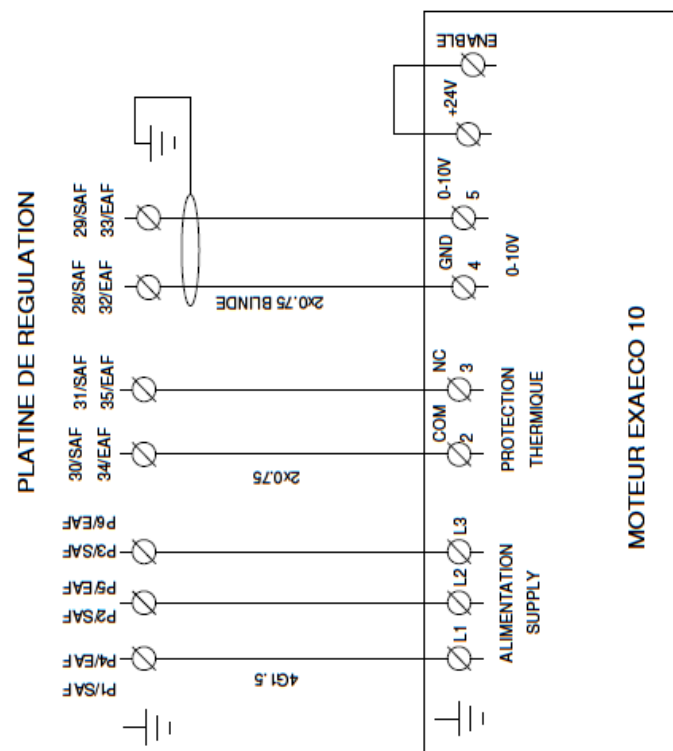 PLATINE DE REGULATION
29/SAF
33/EAF
28/SAF
32/EAF
31/SAF
35/EAF
30/SAF
34/EAF
P6/EAF
P3/SAF
P5/EAF
P2/SAF
P4/EAF
P1/SAF
2x0.75 BLINDE
2x0.75
4G1.5
ENABLE
+24V
0-10V
5
GND
4
0-10V
NC
3
COM
2
PROTECTION
THERMIQUE
L3
L2
L1
ALIMENTATION
SUPPLY
MOTEUR EXAECO 10